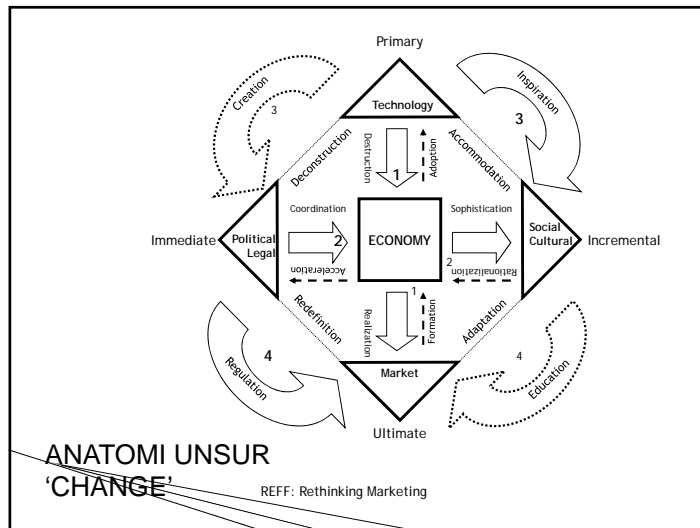 Primary
Creation
3
Inspiration
3
Technology
Deconstruction
Destruction
1
Adoption
Accommodation
Immediate
Political
Legal
Coordination
2
Acceleration
ECONOMY
Sophistication
2
Rationalization
Social
Cultural
Incremental
Redefinition
Realization
1
Formation
Adaptation
Regulation
4
Market
Education
4
Ultimate
ANATOMI UNSUR
‘CHANGE’
REFF: Rethinking Marketing